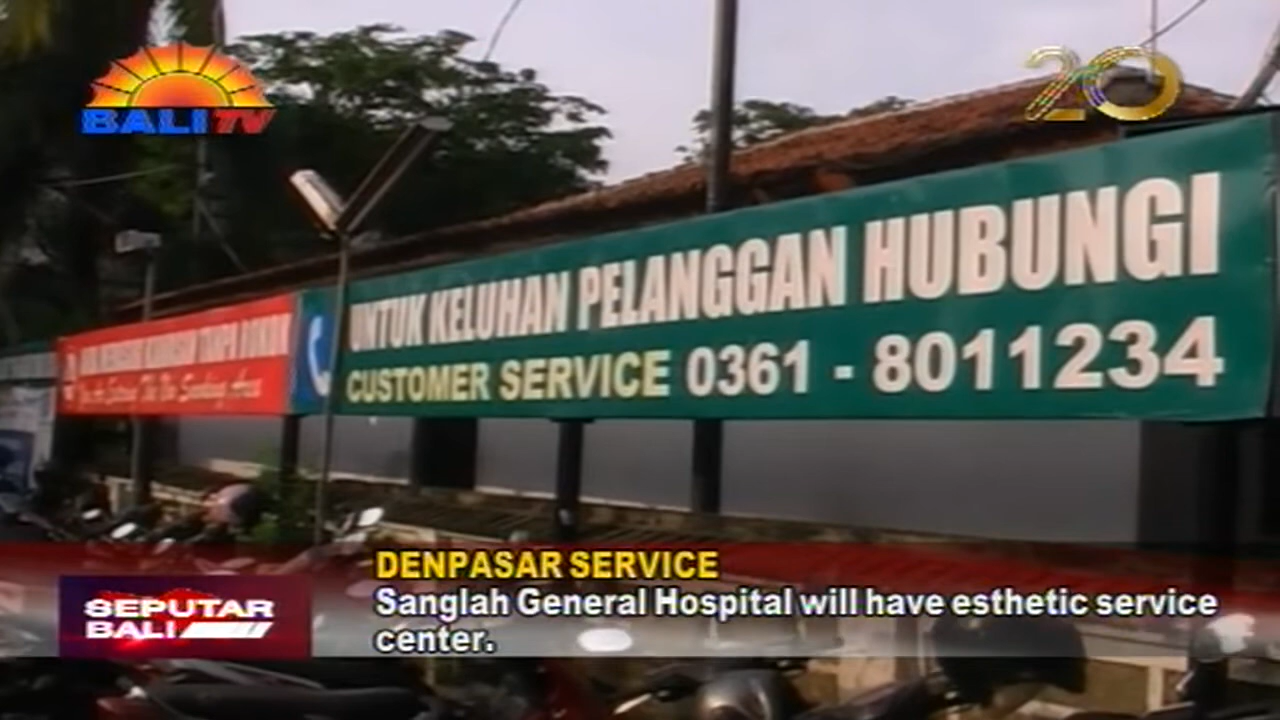 BALI TV
20
UNTUK KELUHAN PELANGGAN HUBUNGI
CUSTOMER SERVICE 0361 - 8011234
DENPASAR SERVICE
Sanglah General Hospital will have esthetic service
center.
SEPUTAR
BALI